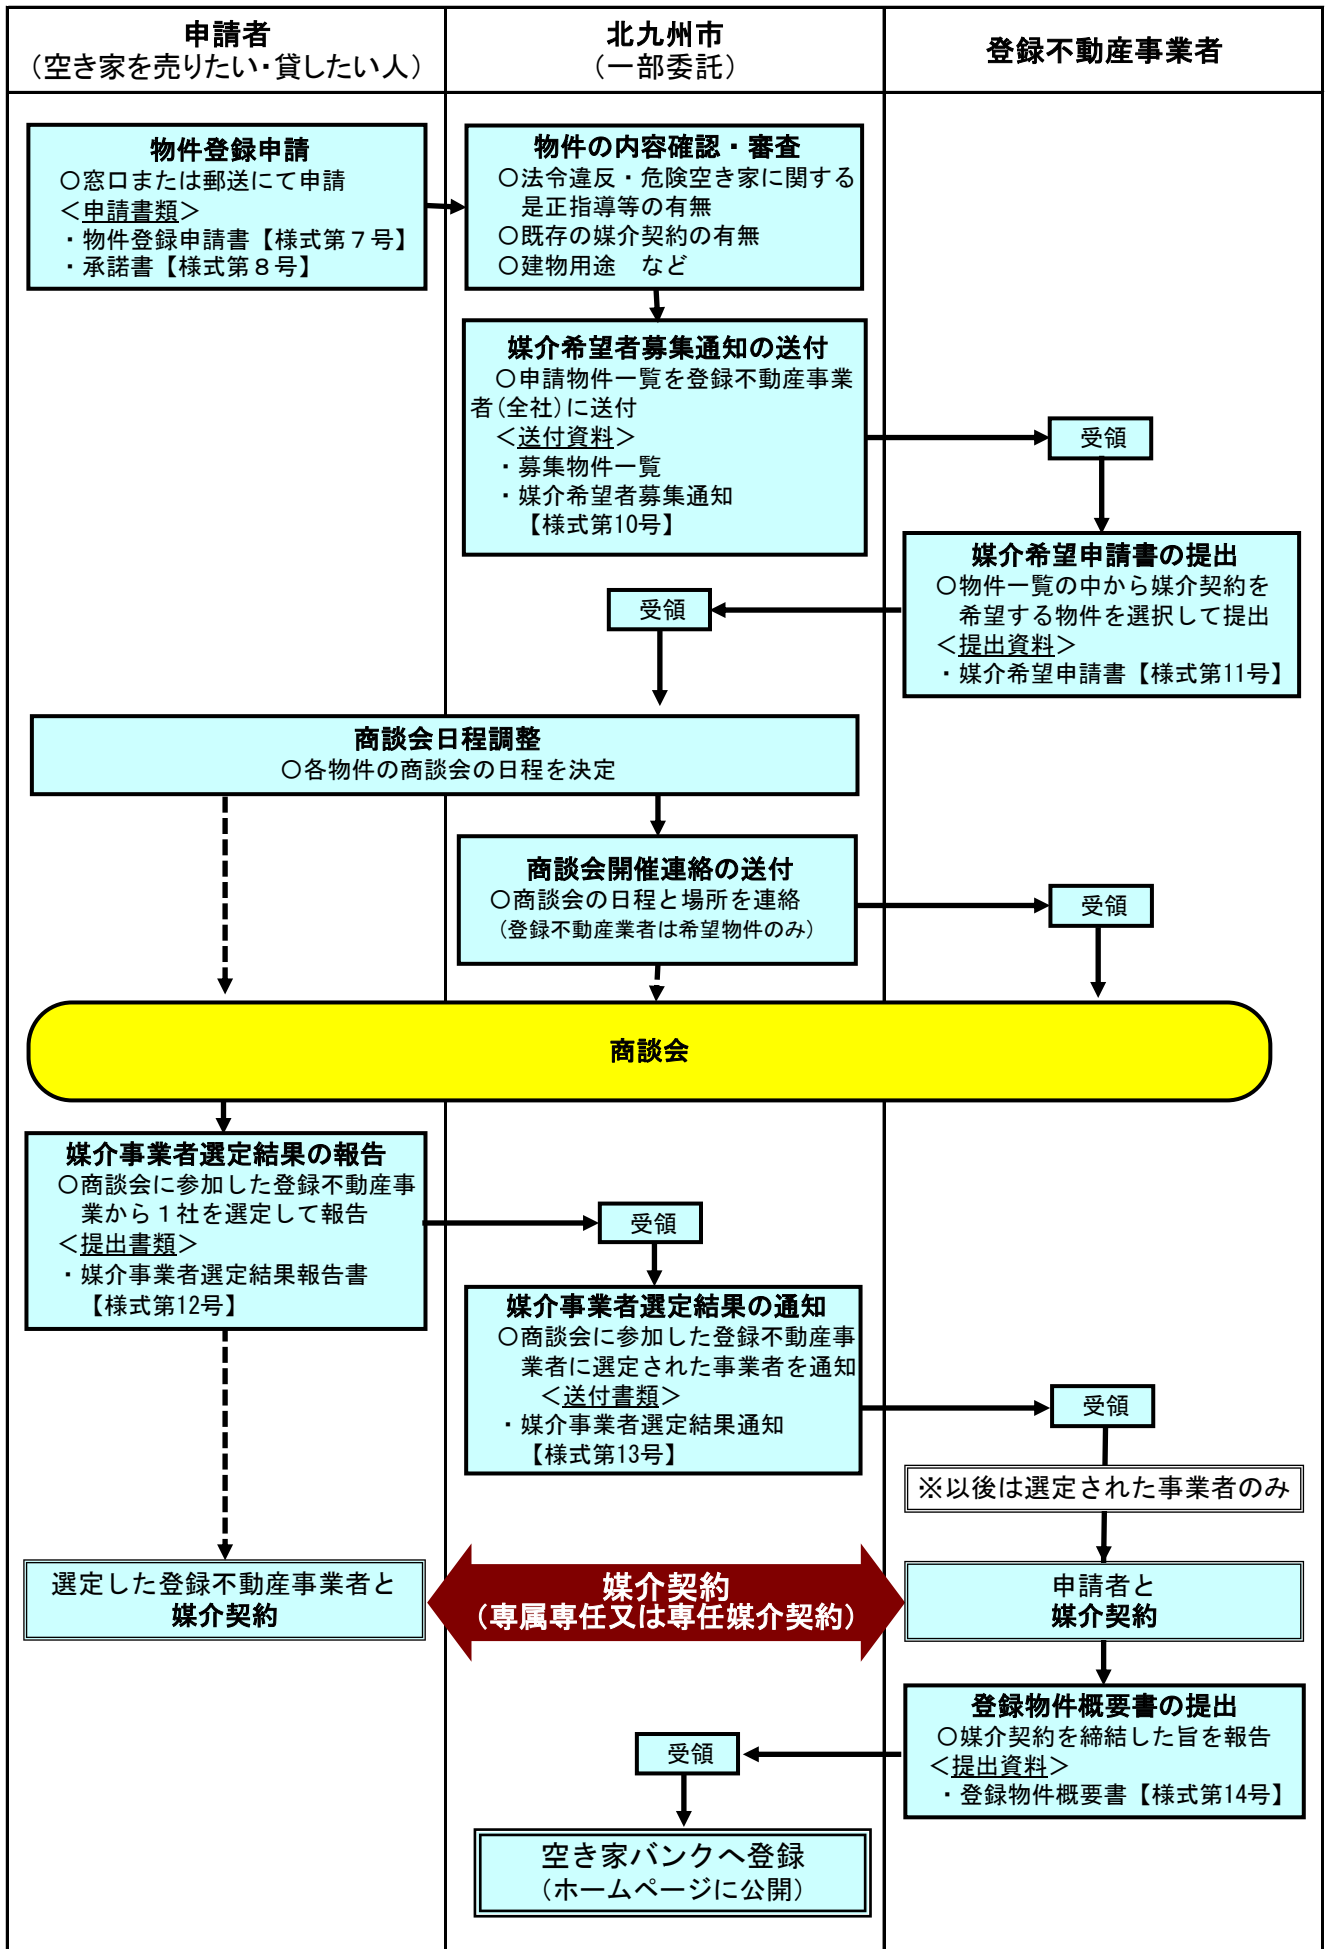 申請者
（空き家を売りたい・貸したい人）
北九州市
（一部委託）
登録不動産事業者
物件登録申請
○窓口または郵送にて申請
＜申請書類＞
・物件登録申請書【様式第７号】
・承諾書【様式第８号】
物件の内容確認・審査
○法令違反・危険空き家に関する
是正指導等の有無
○既存の媒介契約の有無
○建物用途　など
媒介希望者募集通知の送付
○申請物件一覧を登録不動産事業
者(全社)に送付
＜送付資料＞
・募集物件一覧
・媒介希望者募集通知
【様式第10号】
受領
媒介希望申請書の提出
○物件一覧の中から媒介契約を
希望する物件を選択して提出
＜提出資料＞
・媒介希望申請書【様式第11号】
受領
商談会日程調整
○各物件の商談会の日程を決定
商談会開催連絡の送付
○商談会の日程と場所を連絡
（登録不動産業者は希望物件のみ）
受領
商談会
媒介事業者選定結果の報告
○商談会に参加した登録不動産事
業から１社を選定して報告
＜提出書類＞
・媒介事業者選定結果報告書
【様式第12号】
受領
媒介事業者選定結果の通知
○商談会に参加した登録不動産事
業者に選定された事業者を通知
＜送付書類＞
・媒介事業者選定結果通知
【様式第13号】
受領
※以後は選定された事業者のみ
選定した登録不動産事業者と
媒介契約
媒介契約
（専属専任又は専任媒介契約）
申請者と
媒介契約
登録物件概要書の提出
○媒介契約を締結した旨を報告
＜提出資料＞
・登録物件概要書【様式第14号】
受領
空き家バンクへ登録
（ホームページに公開）